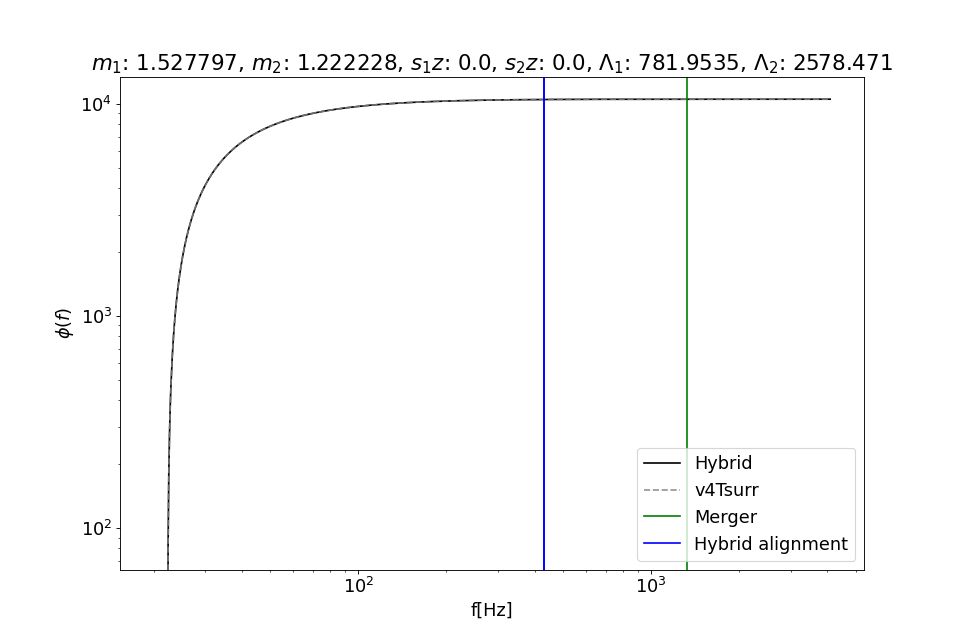 m₁: 1.527797, m₂: 1.222228, s₁z: 0.0, s₂z: 0.0, Λ₁: 781.9535, Λ₂: 2578.471
10⁴
10³
10²
ϕ(f)
10²
10³
f[Hz]
Hybrid
v4Tsurr
Merger
Hybrid alignment